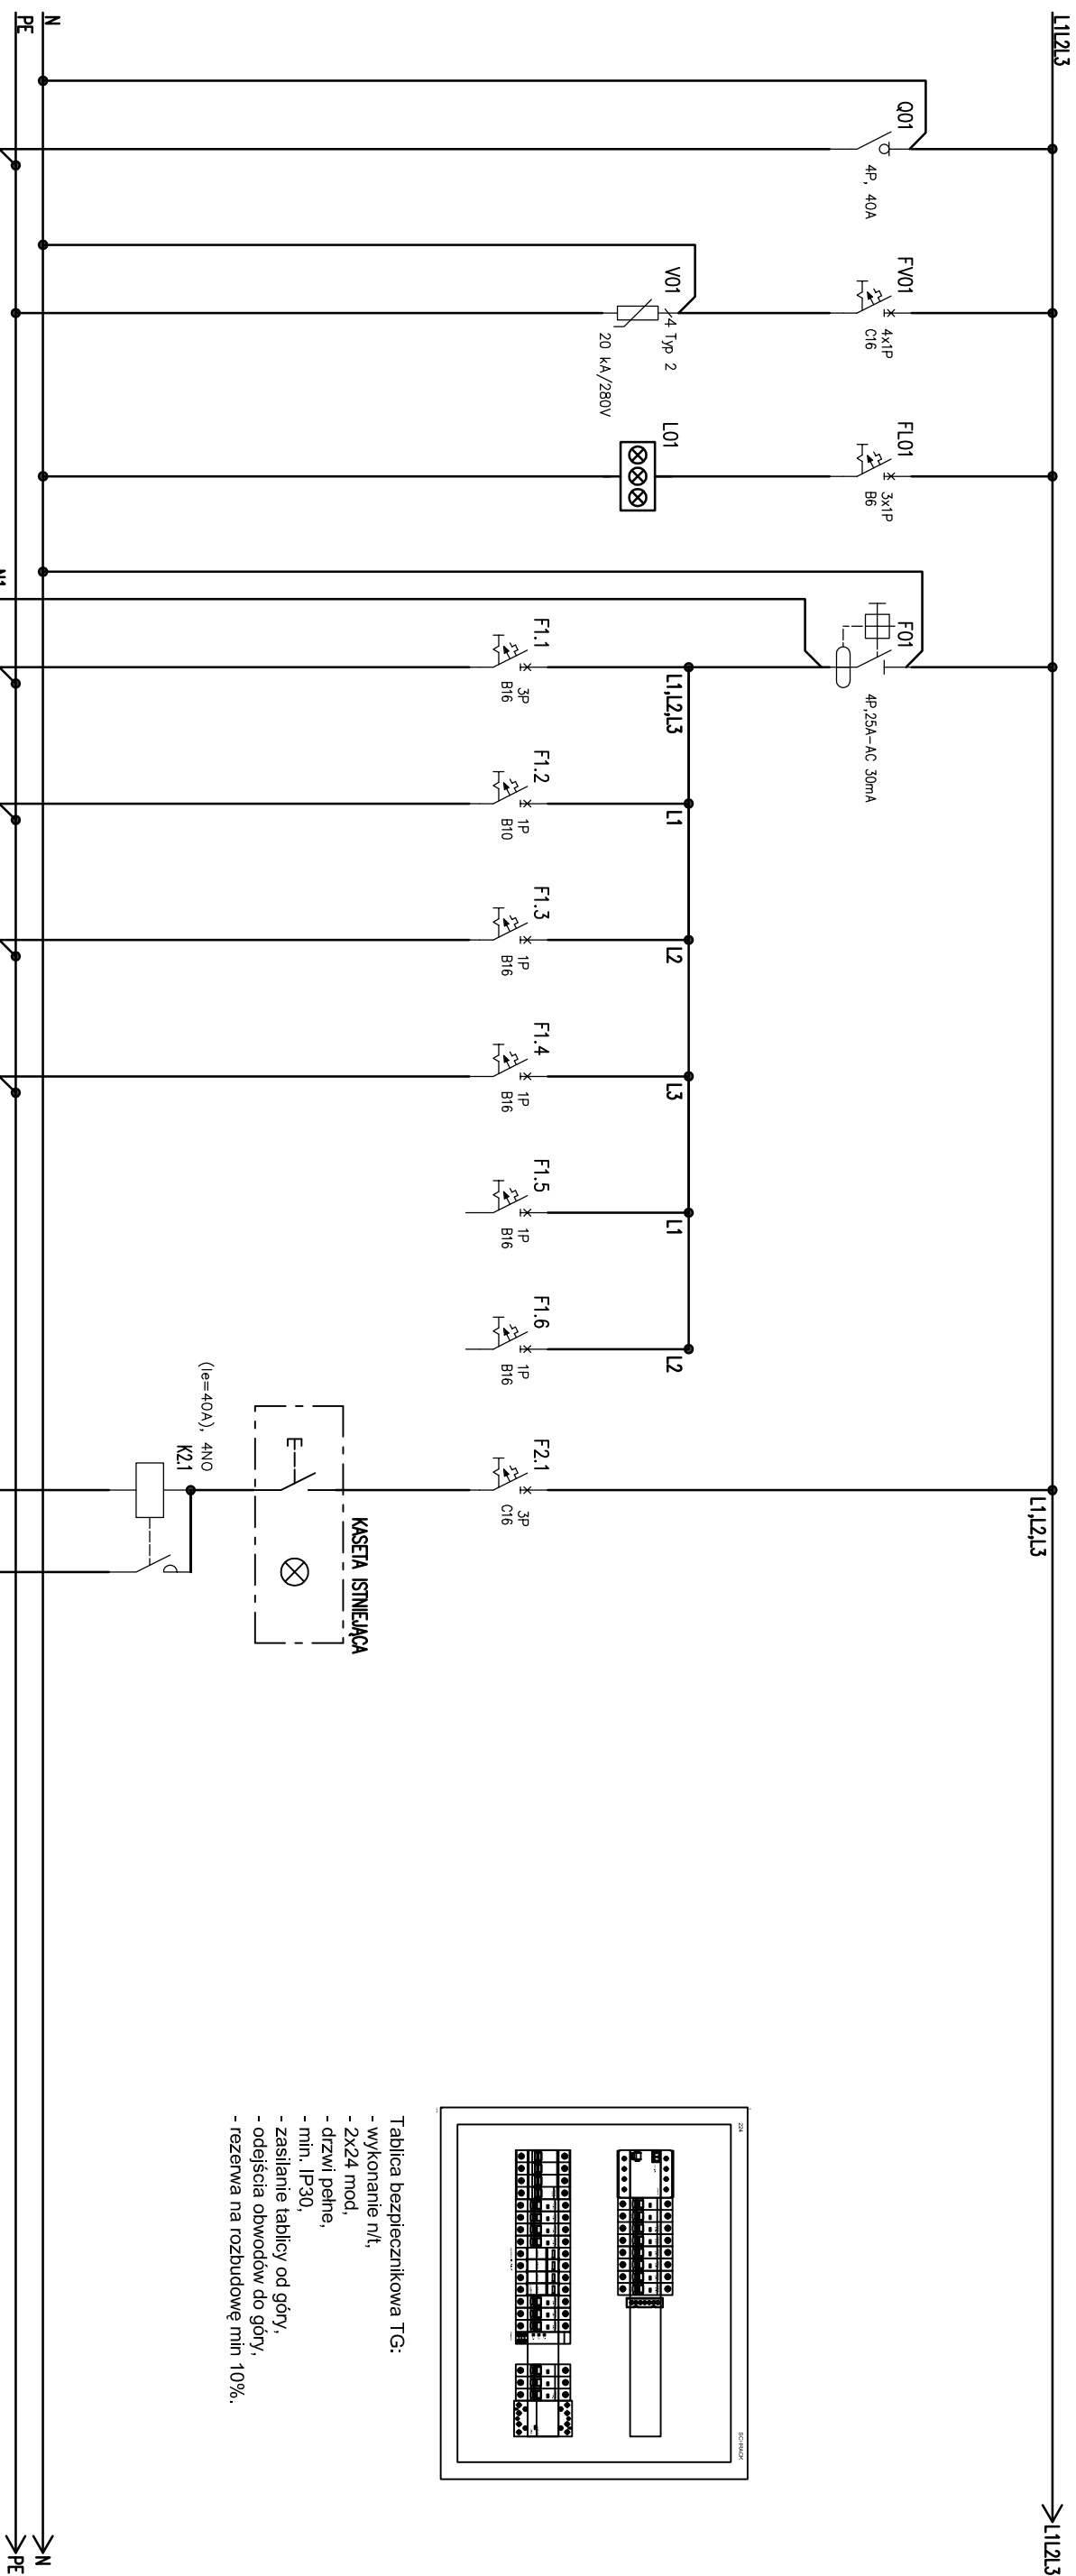 L1L2L3
N
PE
Q01
4P, 40A
FV01
4x1P
C16
V01
4 Typ 2
20 kA/280V
FL01
3x1P
B6
L01
F01
4P,25A-AC 30mA
N1
L1,L2,L3
F1.1
3P
B16
L1
F1.2
1P
B10
L2
F1.3
1P
B16
L3
F1.4
1P
B16
L1
F1.5
1P
B16
L2
F1.6
1P
B16
L1,L2,L3
F2.1
3P
C16
KASETA ISTNIEJĄCA
K2.1
(Ie=40A), 4NO
224
SCHRACK
Tablica bezpiecznikowa TG:
- wykonanie n/t,
- 2x24 mod,
- drzwi pełne,
- min. IP30,
- zasilanie tablicy od góry,
- odejścia obwodów do góry,
- rezerwa na rozbudowę min 10%.
L1L2L3
N
PE